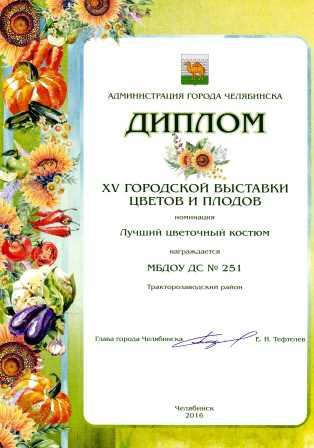 АДМИНИСТРАЦИЯ ГОРОДА ЧЕЛЯБИНСКА
ДИПЛОМ
XV ГОРОДСКОЙ ВЫСТАВКИ
ЦВЕТОВ И ПЛОДОВ
номинация
Лучший цветочный костюм
награждается
МБДОУ ДС № 251
Тракторозаводский район
Глава города Челябинска Е. Н. Тефтелев
Челябинск
2016